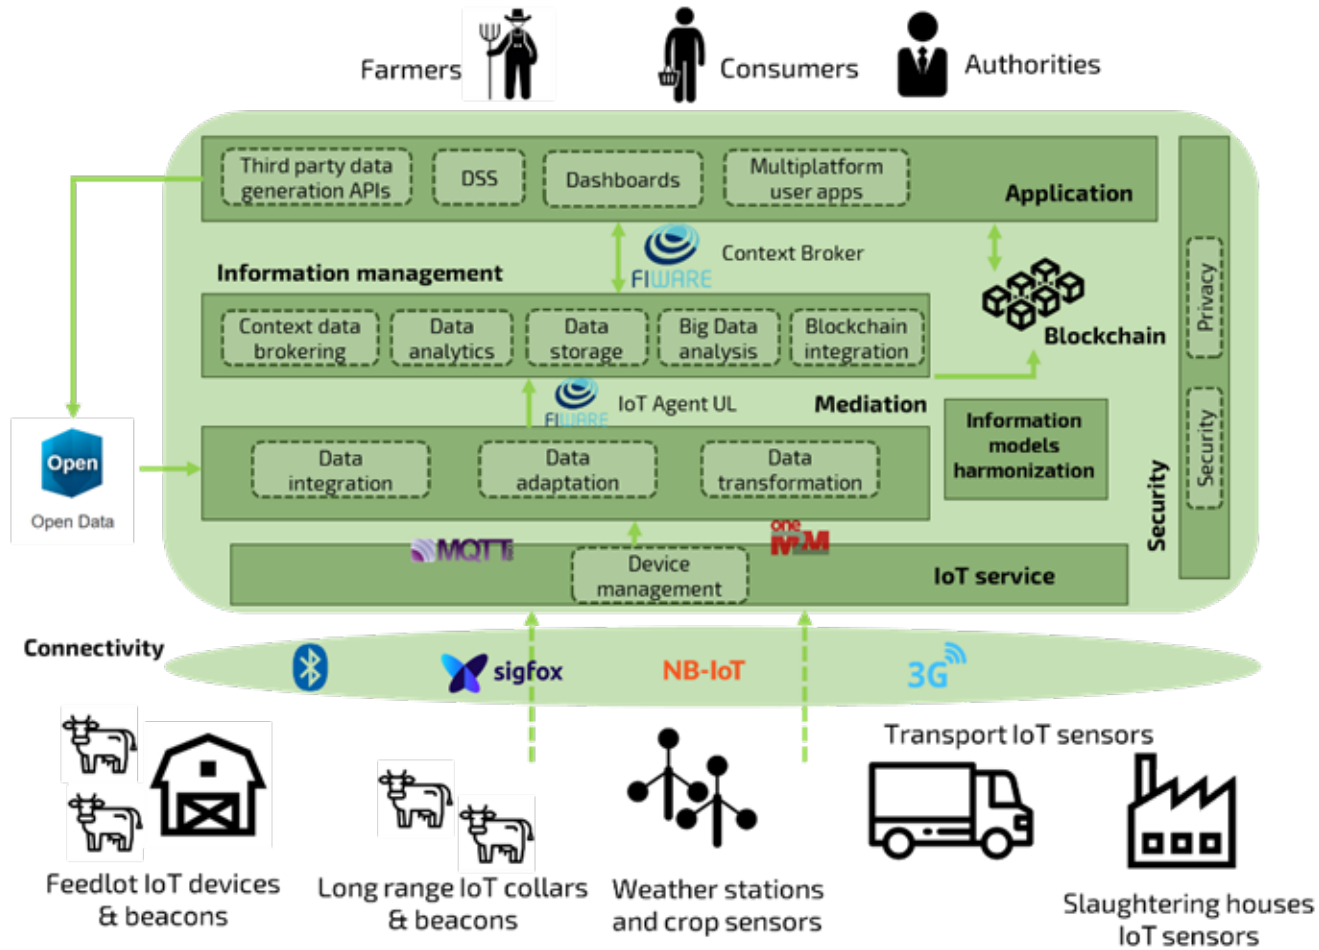 Farmers
Consumers
Authorities
Third party data
generation APIs
DSS
Dashboards
Multiplatform
user apps
Application
FIWARE
Context Broker
Information management
Context data
brokering
Data
analytics
Data
storage
Big Data
analysis
Blockchain
integration
Blockchain
Privacy
Security
Security
FIWARE
IoT Agent UL
Mediation
Information
models
harmonization
Data
integration
Data
adaptation
Data
transformation
Open
Open Data
MQTT
one
M2M
Device
management
IoT service
Connectivity
sigfox
NB-IoT
3G
Transport IoT sensors
Feedlot IoT devices
& beacons
Long range IoT collars
& beacons
Weather stations
and crop sensors
Slaughtering houses
IoT sensors